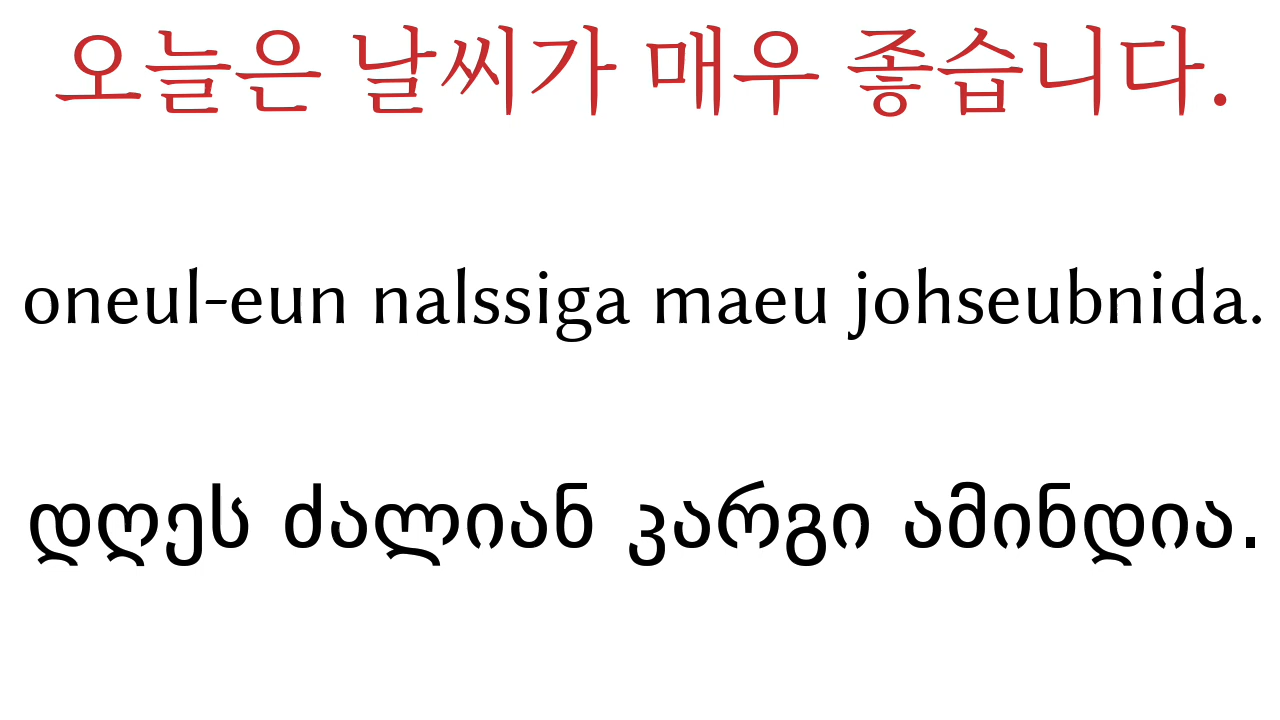 오늘은 날씨가 매우 좋습니다.
oneul-eun nalssiga maeu johseubnida.
დღეს ძალიან კარგი ამინდია.